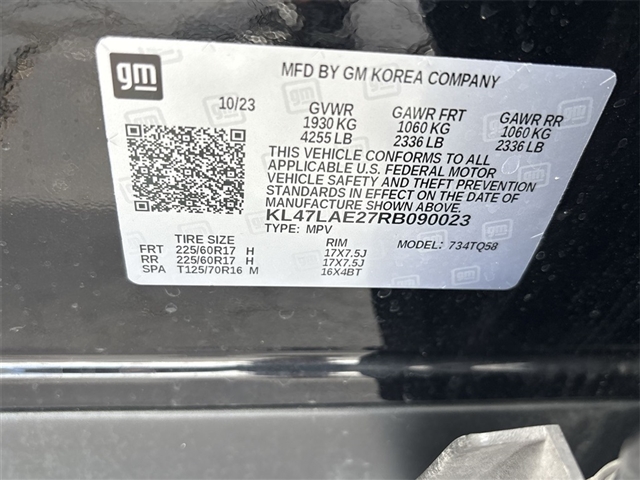 gm
MFD BY GM KOREA COMPANY
10/23 GVWR GAWR FRT GAWR RR
1930 KG 1060 KG 1060 KG
4255 LB 2336 LB 2336 LB
THIS VEHICLE CONFORMS TO ALL
APPLICABLE U.S. FEDERAL MOTOR
VEHICLE SAFETY AND THEFT PREVENTION
STANDARDS IN EFFECT ON THE DATE OF
MANUFACTURE SHOWN ABOVE.
KL47LAE27RB090023
TYPE: MPV
TIRE SIZE RIM MODEL: 734TQ58
FRT 225/60R17 H 17X7.5J
RR 225/60R17 H 17X7.5J
SPA T125/70R16 M 16X4BT